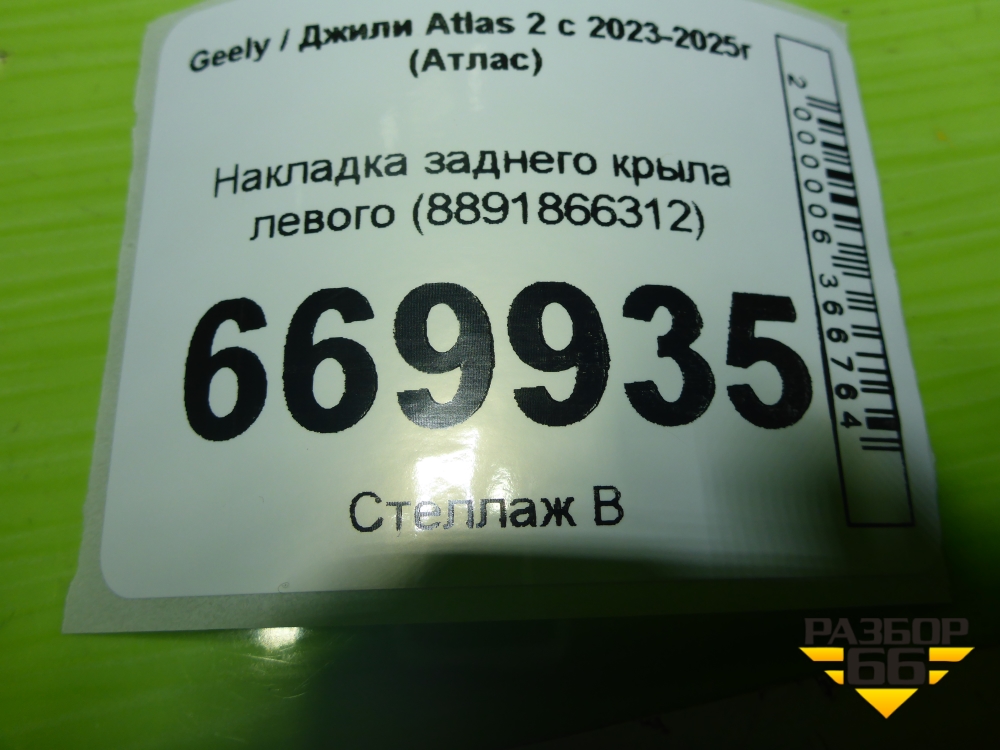 Geely / Джили Atlas 2 с 2023-2025г
(Атлас)
Накладка заднего крыла
левого (8891866312)
669935
Стеллаж В
2000006366764
РАЗБОР
66